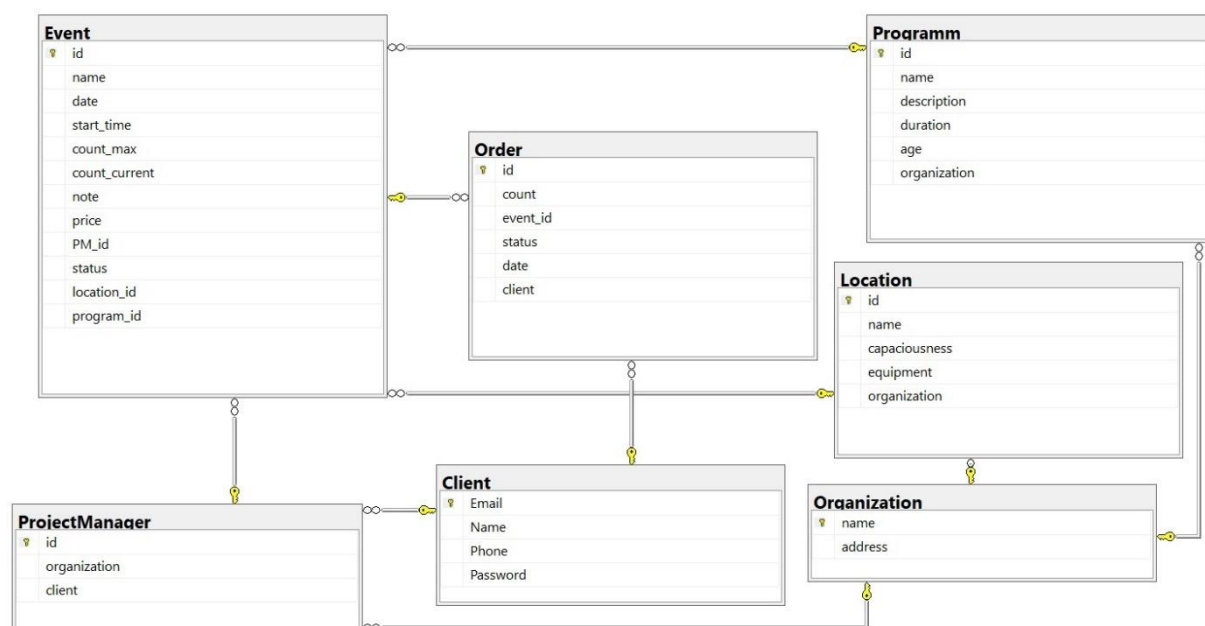 Event
id
name
date
start_time
count_max
count_current
note
price
PM_id
status
location_id
program_id
Programm
id
name
description
duration
age
organization
Order
id
count
event_id
status
date
client
Location
id
name
capaciousness
equipment
organization
Client
Email
Name
Phone
Password
Organization
name
address
ProjectManager
id
organization
client